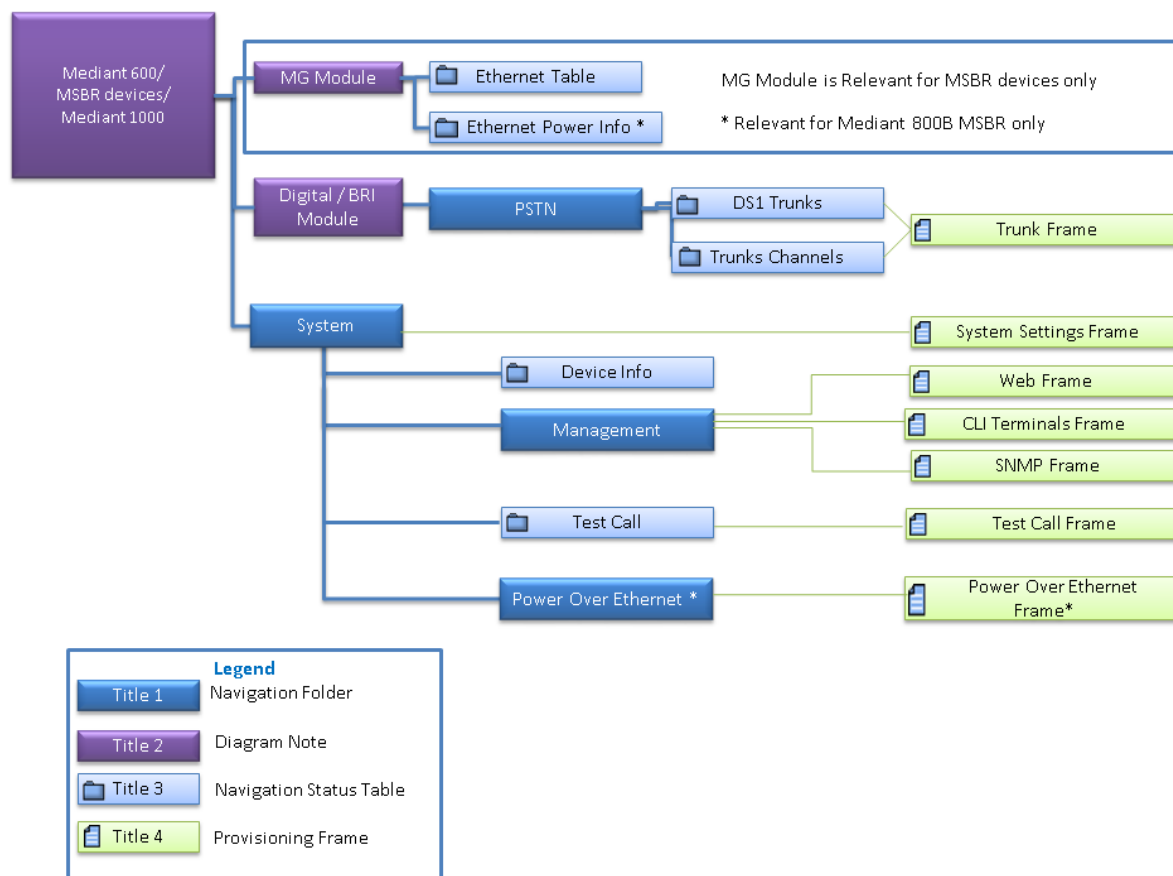 Mediant 600/
MSBR devices/
Mediant 1000
MG Module
Ethernet Table
MG Module is Relevant for MSBR devices only
Ethernet Power Info *
* Relevant for Mediant 800B MSBR only
Digital / BRI
Module
PSTN
DS1 Trunks
Trunks Channels
Trunk Frame
System
System Settings Frame
Device Info
Web Frame
Management
CLI Terminals Frame
SNMP Frame
Test Call
Test Call Frame
Power Over Ethernet *
Power Over Ethernet
Frame*
Legend
Title 1
Navigation Folder
Title 2
Diagram Note
Title 3
Navigation Status Table
Title 4
Provisioning Frame